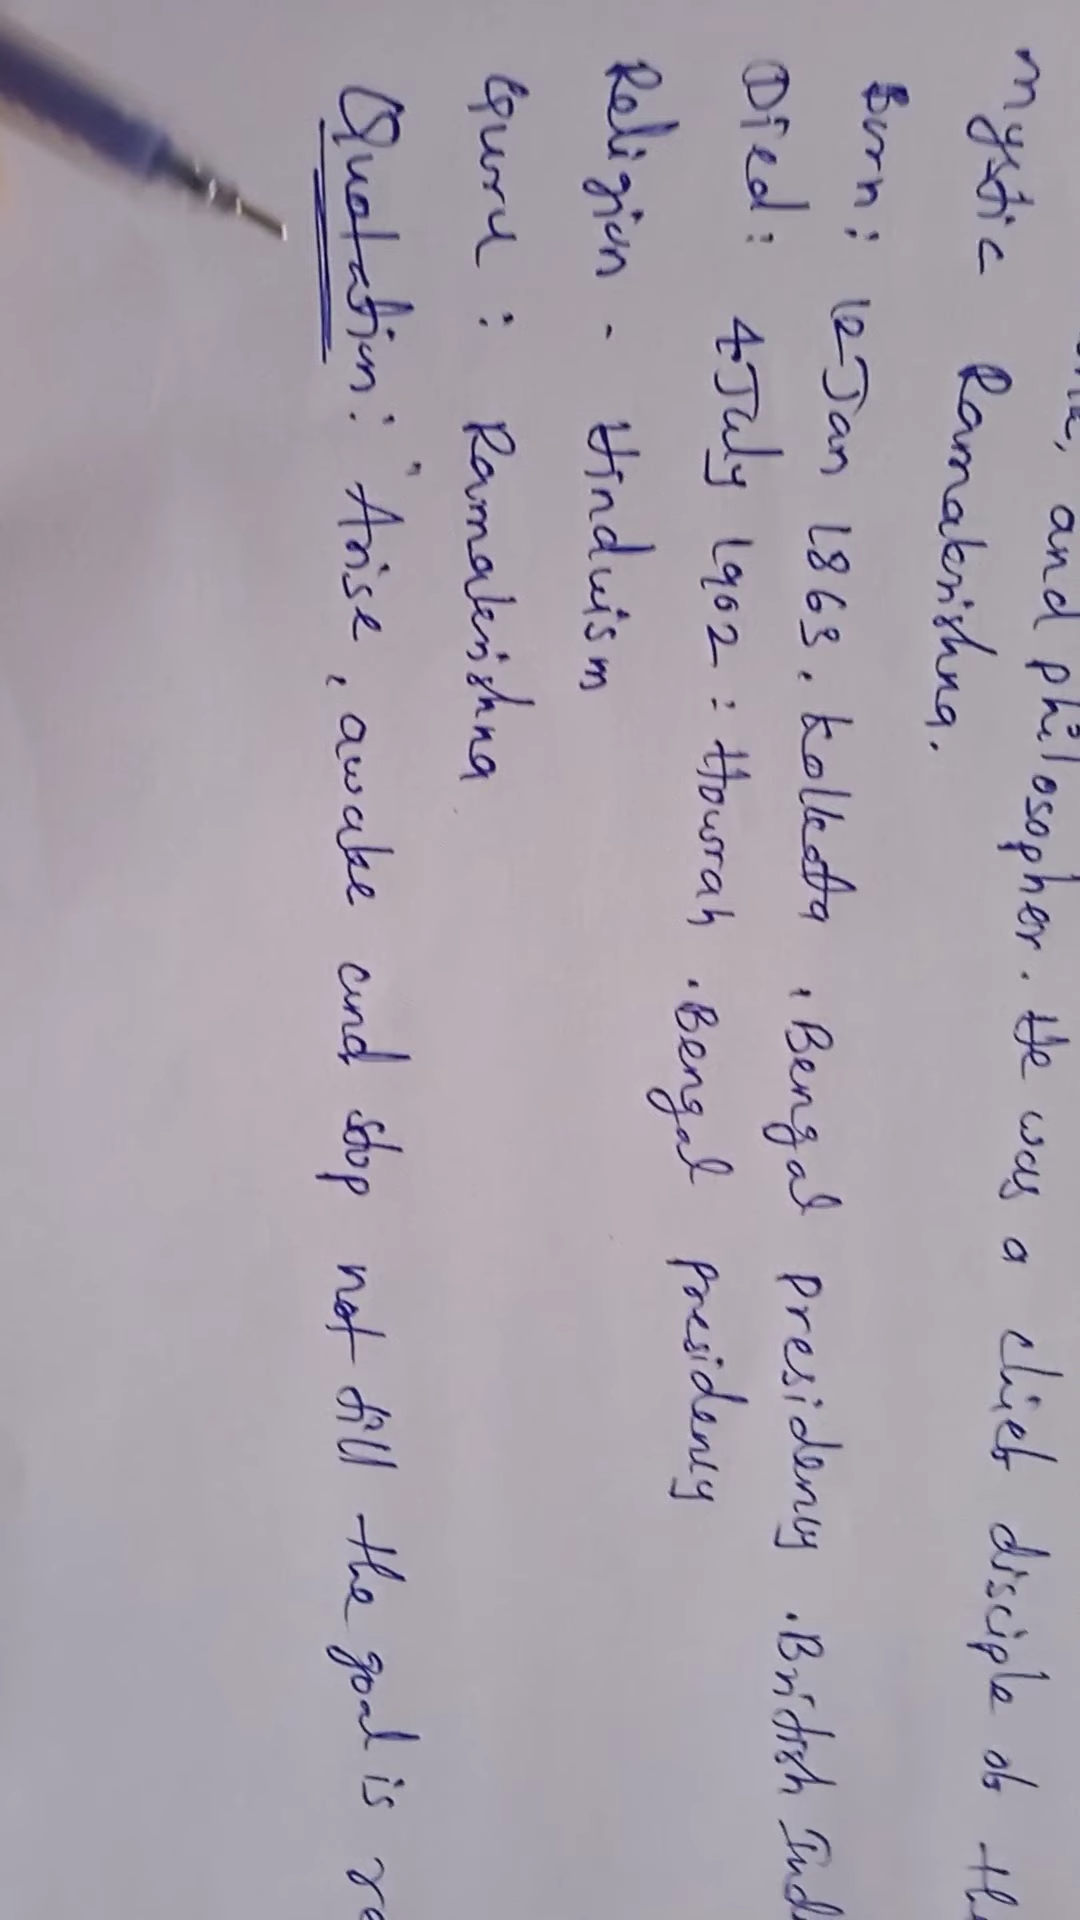 and philosopher. He was a chief disciple of the
mystic Ramakrishna.
Born: 12 Jan 1863, Kolkata, Bengal Presidency. British Ind
Died: 4 July 1902: Howrah, Bengal Presidency
Religion - Hinduism
Guru: Ramakrishna
Quotation: "Arise, awake and stop not till the goal is re